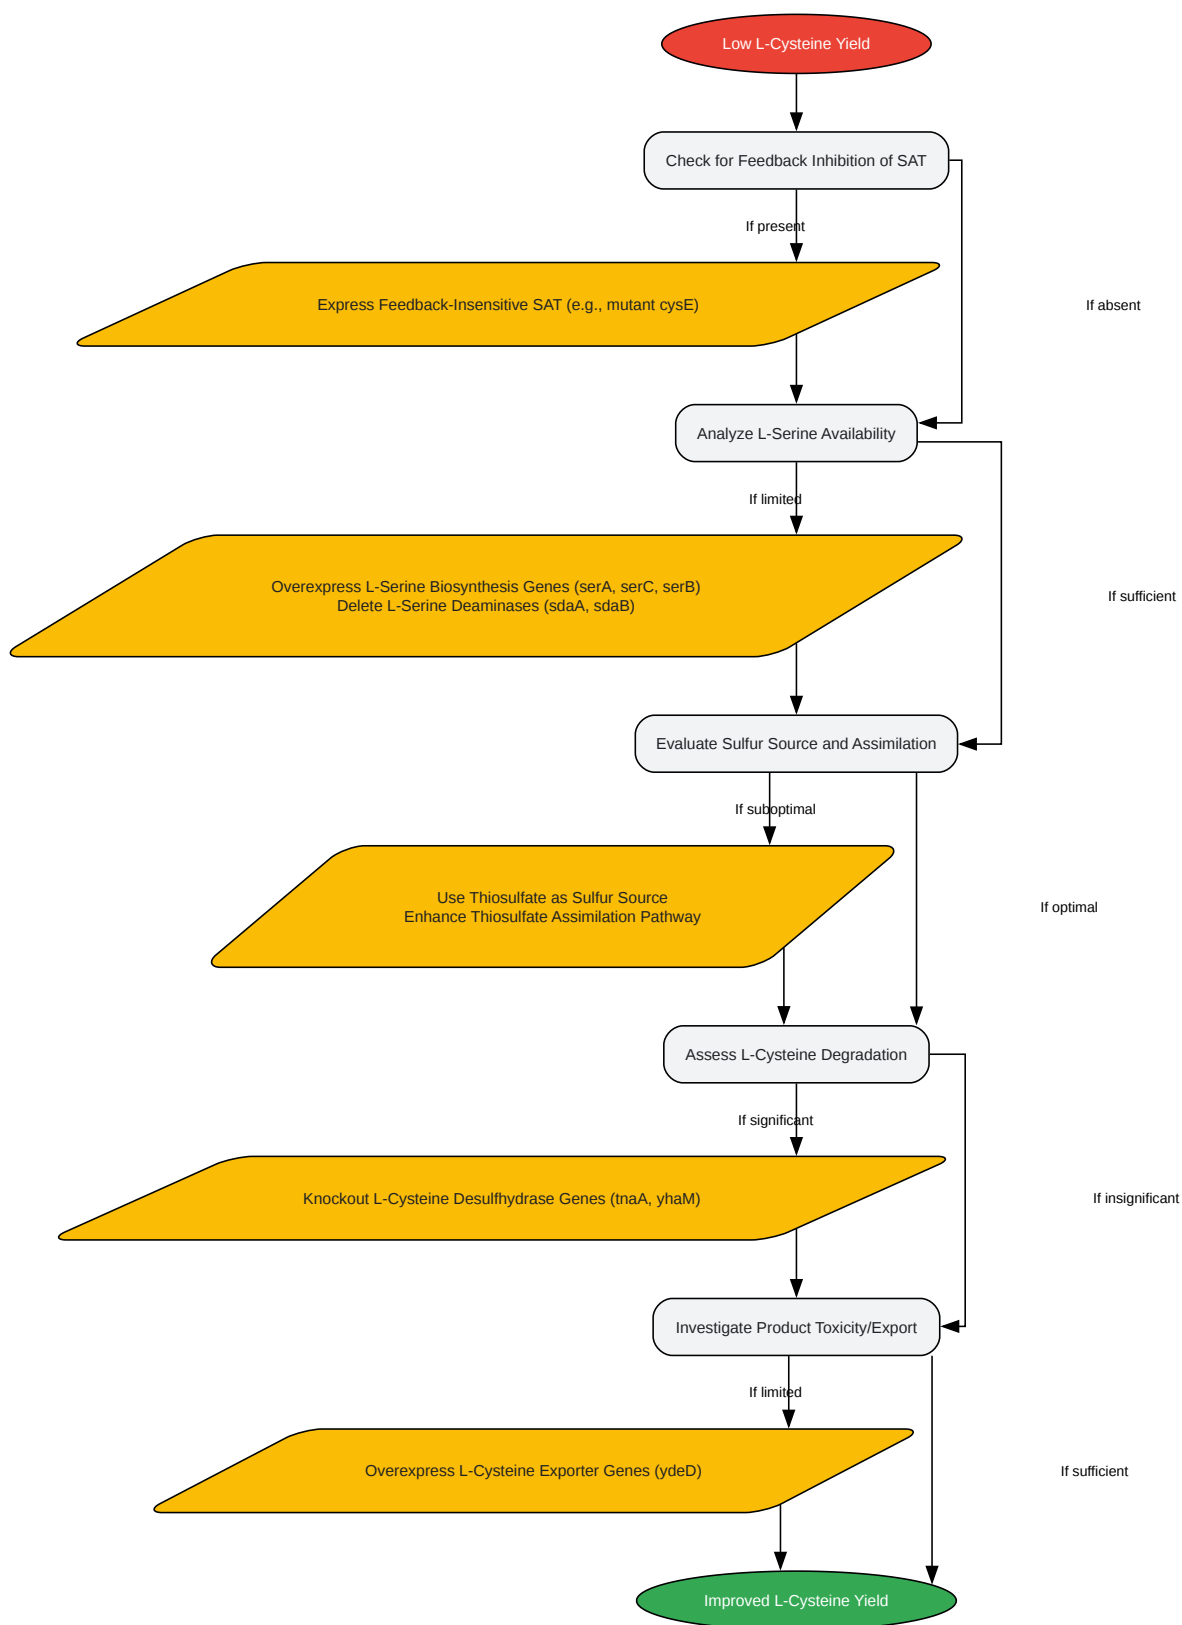 Low L-Cysteine Yield
Check for Feedback Inhibition of SAT
If present
Express Feedback-Insensitive SAT (e.g., mutant cysE)
If absent
Analyze L-Serine Availability
If limited
Overexpress L-Serine Biosynthesis Genes (serA, serC, serB)
Delete L-Serine Deaminases (sdaA, sdaB)
If sufficient
Evaluate Sulfur Source and Assimilation
If suboptimal
Use Thiosulfate as Sulfur Source
Enhance Thiosulfate Assimilation Pathway
If optimal
Assess L-Cysteine Degradation
If significant
Knockout L-Cysteine Desulfhydrase Genes (tnaA, yhaM)
If insignificant
Investigate Product Toxicity/Export
If limited
Overexpress L-Cysteine Exporter Genes (ydeD)
If sufficient
Improved L-Cysteine Yield